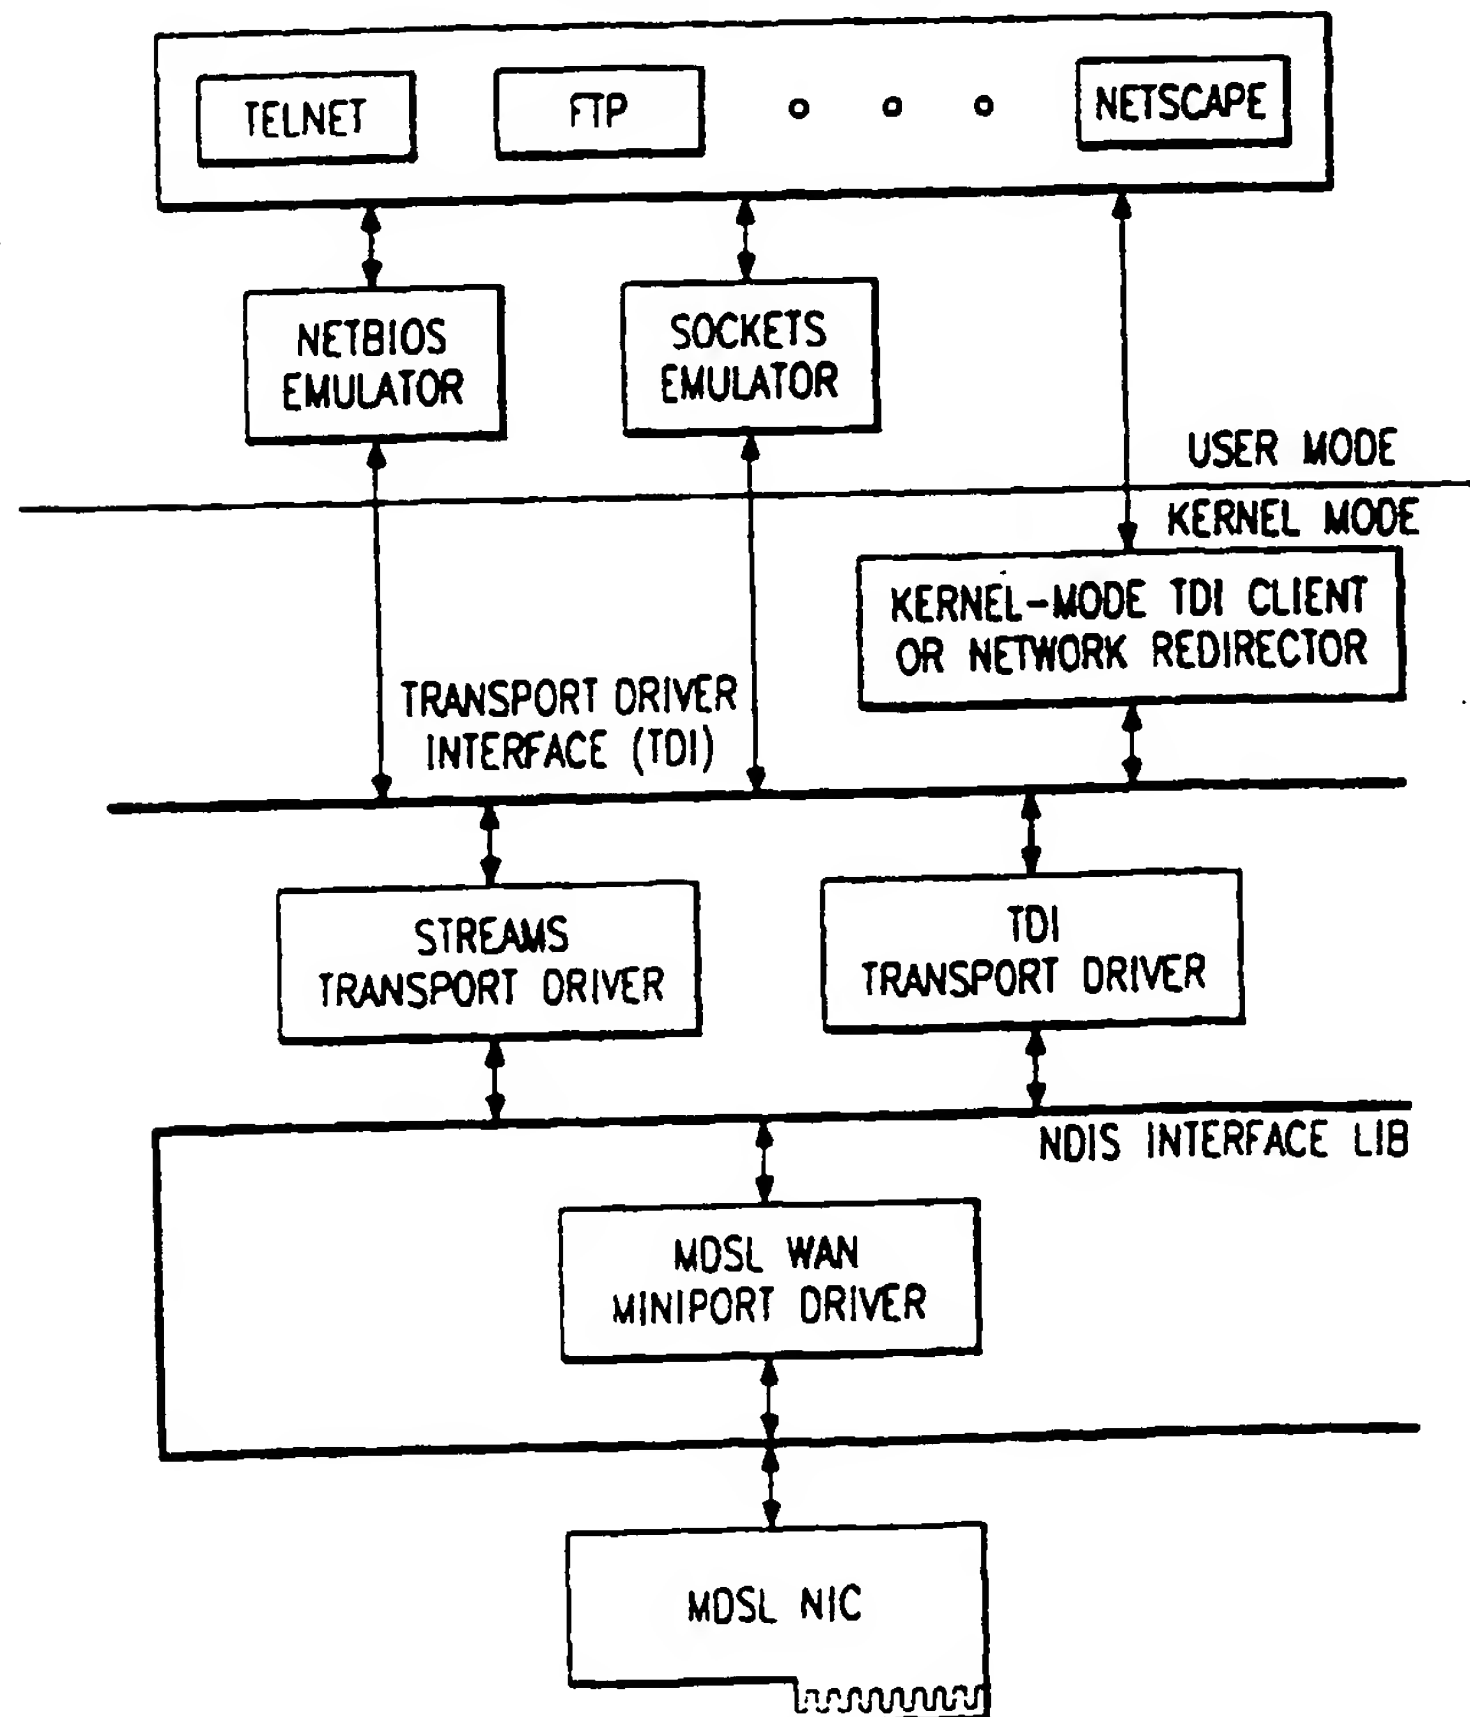 TELNET
FTP
NETSCAPE
NETBIOS
EMULATOR
SOCKETS
EMULATOR
USER MODE
KERNEL MODE
KERNEL-MODE TDI CLIENT
OR NETWORK REDIRECTOR
TRANSPORT DRIVER
INTERFACE (TDI)
STREAMS
TRANSPORT DRIVER
TDI
TRANSPORT DRIVER
NDIS INTERFACE LIB
MDSL WAN
MINIPORT DRIVER
MDSL NIC